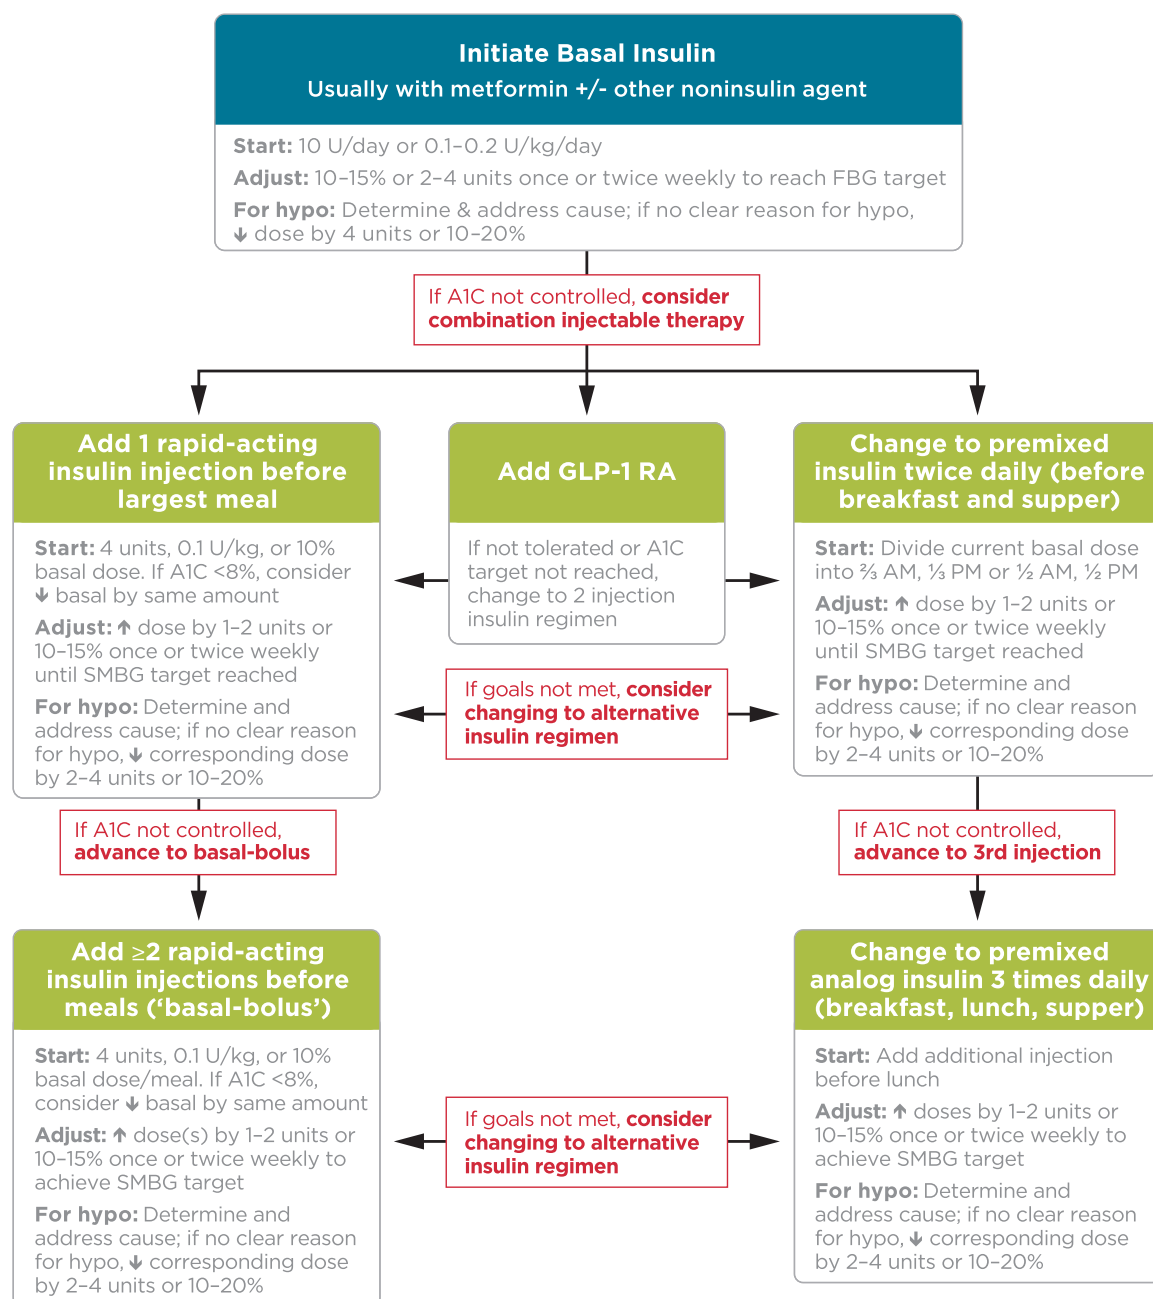 Initiate Basal Insulin
Usually with metformin +/- other noninsulin agent
Start: 10 U/day or 0.1–0.2 U/kg/day
Adjust: 10–15% or 2–4 units once or twice weekly to reach FBG target
For hypo: Determine & address cause; if no clear reason for hypo,
↓ dose by 4 units or 10–20%
If A1C not controlled, consider
combination injectable therapy
Add 1 rapid-acting
insulin injection before
largest meal
Start: 4 units, 0.1 U/kg, or 10%
basal dose. If A1C <8%, consider
↓ basal by same amount
Adjust: ↑ dose by 1–2 units or
10–15% once or twice weekly
until SMBG target reached
For hypo: Determine and
address cause; if no clear reason
for hypo, ↓ corresponding dose
by 2–4 units or 10–20%
Add GLP-1 RA
If not tolerated or A1C
target not reached,
change to 2 injection
insulin regimen
Change to premixed
insulin twice daily (before
breakfast and supper)
Start: Divide current basal dose
into ⅔ AM, ⅓ PM or ½ AM, ½ PM
Adjust: ↑ dose by 1–2 units or
10–15% once or twice weekly
until SMBG target reached
For hypo: Determine and
address cause; if no clear reason
for hypo, ↓ corresponding dose
by 2–4 units or 10–20%
If goals not met, consider
changing to alternative
insulin regimen
If A1C not controlled,
advance to basal-bolus
If A1C not controlled,
advance to 3rd injection
Add ≥2 rapid-acting
insulin injections before
meals (‘basal-bolus’)
Start: 4 units, 0.1 U/kg, or 10%
basal dose/meal. If A1C <8%,
consider ↓ basal by same amount
Adjust: ↑ dose(s) by 1–2 units or
10–15% once or twice weekly to
achieve SMBG target
For hypo: Determine and
address cause; if no clear reason
for hypo, ↓ corresponding dose
by 2–4 units or 10–20%
If goals not met, consider
changing to alternative
insulin regimen
Change to premixed
analog insulin 3 times daily
(breakfast, lunch, supper)
Start: Add additional injection
before lunch
Adjust: ↑ doses by 1–2 units or
10–15% once or twice weekly to
achieve SMBG target
For hypo: Determine and
address cause; if no clear reason
for hypo, ↓ corresponding dose
by 2–4 units or 10–20%